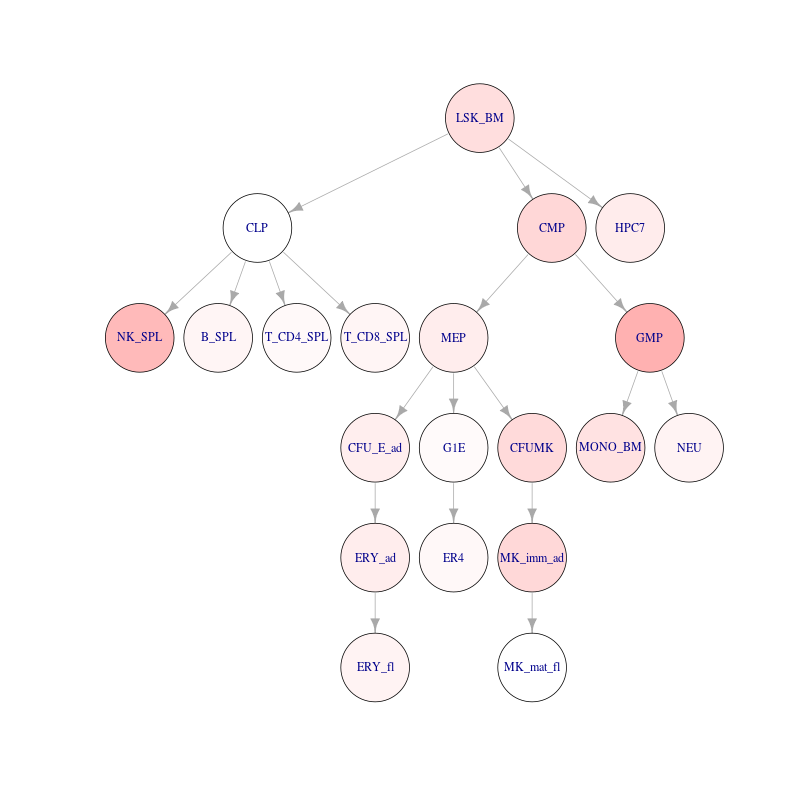 LSK_BM
CLP
CMP
HPC7
NK_SPL
B_SPL
T_CD4_SPL
T_CD8_SPL
MEP
GMP
CFU_E_ad
G1E
CFUMK
MONO_BM
NEU
ERY_ad
ER4
MK_imm_ad
ERY_fl
MK_mat_fl